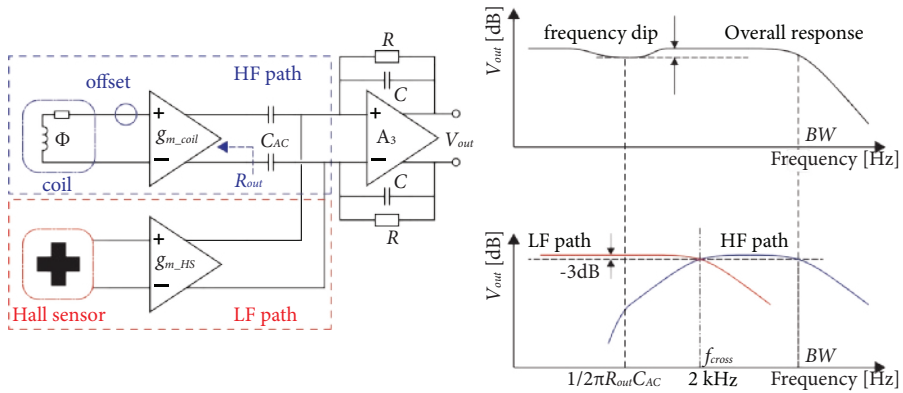 R
C
offset
HF path
Φ
+
−
g_m_coil
C_AC
R_out
coil
+
−
A_3
V_out
C
R
+
−
g_m_HS
Hall sensor
LF path
V_out [dB]
frequency dip
Overall response
BW
Frequency [Hz]
V_out [dB]
LF path
HF path
-3dB
f_cross
BW
1/2πR_outC_AC
2 kHz
Frequency [Hz]